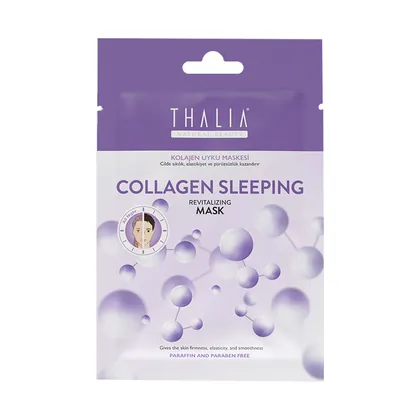 THALIA
NATURAL BEAUTY
KOLAJEN UYKU MASKESİ
Cilde sıkılık, elastikiyet ve pürüzsüzlük kazandırır
COLLAGEN SLEEPING
REVITALIZING
MASK
Gives the skin firmness, elasticity, and smoothness
PARAFFIN AND PARABEN FREE